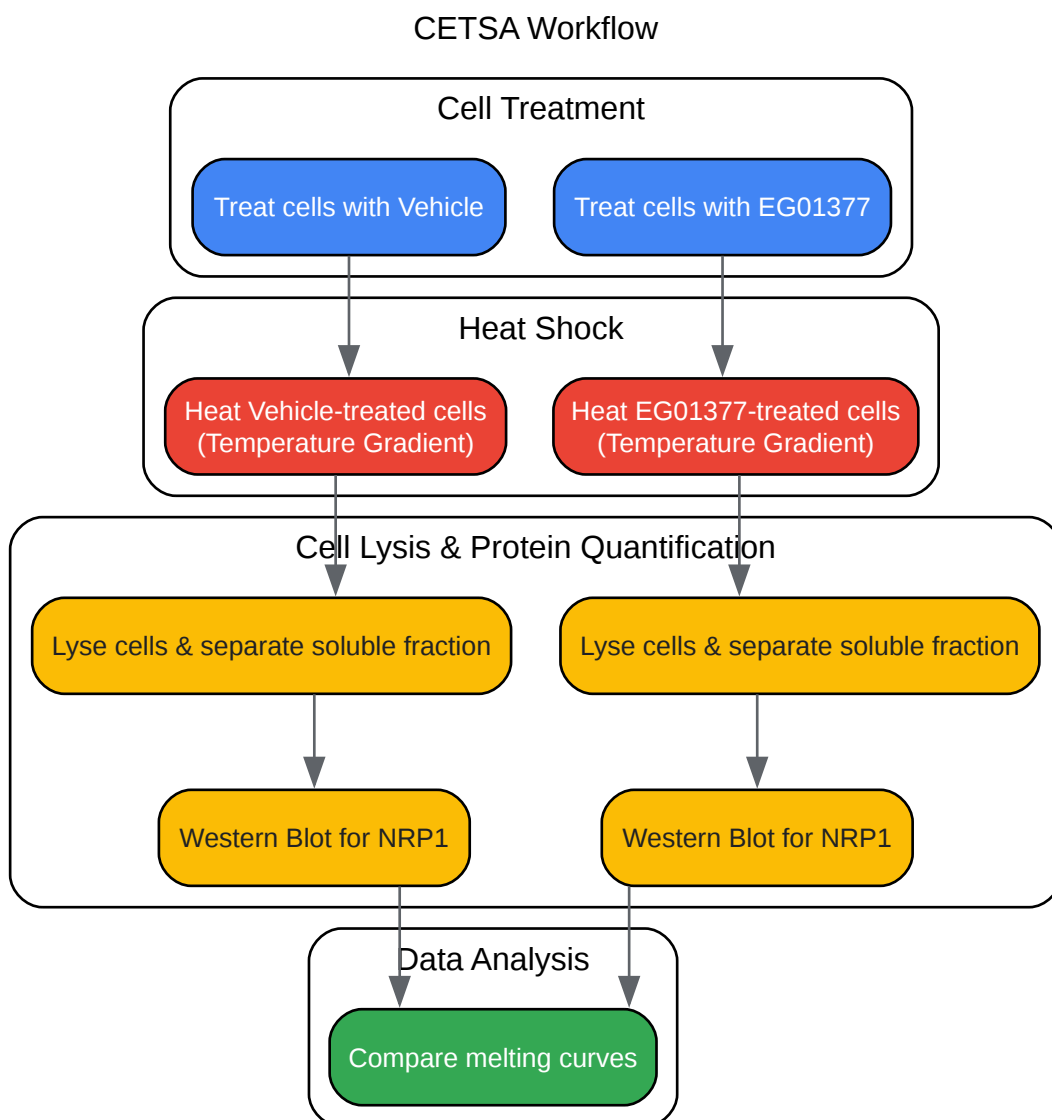 CETSA Workflow
Cell Treatment
Treat cells with Vehicle
Treat cells with EG01377
Heat Shock
Heat Vehicle-treated cells
(Temperature Gradient)
Heat EG01377-treated cells
(Temperature Gradient)
Cell Lysis & Protein Quantification
Lyse cells & separate soluble fraction
Lyse cells & separate soluble fraction
Western Blot for NRP1
Western Blot for NRP1
Data Analysis
Compare melting curves